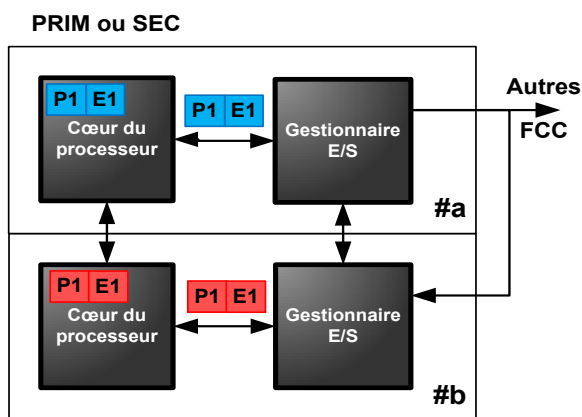 PRIM ou SEC
P1 E1
Cœur du
processeur
P1 E1
Gestionnaire
E/S
Autres
FCC
#a
P1 E1
Cœur du
processeur
P1 E1
Gestionnaire
E/S
#b